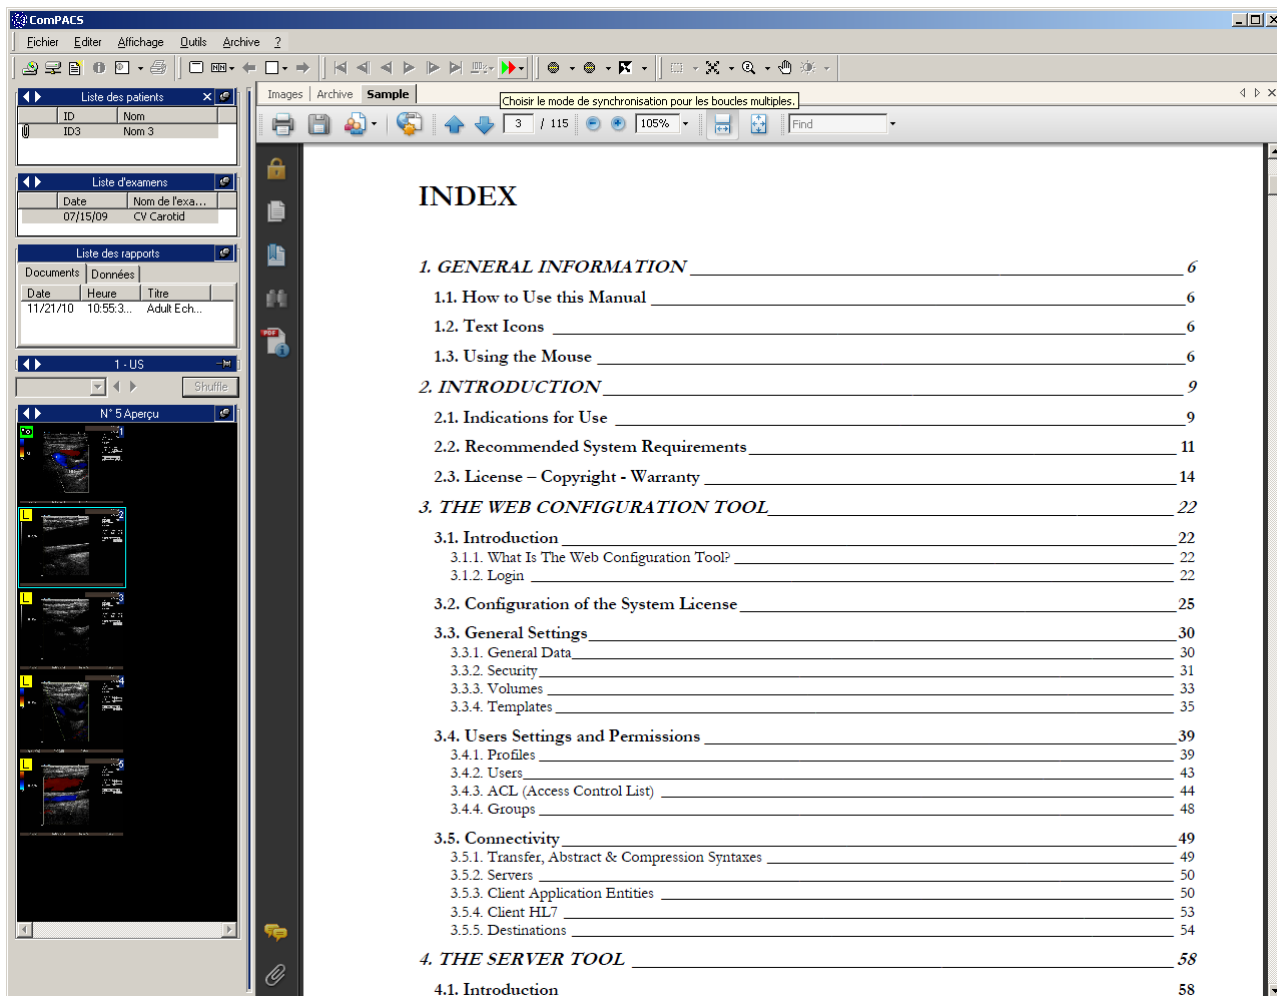 ComPACS
Fichier Editer Affichage Outils Archive ?
Liste des patients
ID Nom
ID3 Nom 3
Liste d'examens
Date Nom de l'exa...
07/15/09 CV Carotid
Liste des rapports
Documents Données
Date Heure Titre
11/21/10 10:55:3... Adult Ech...
1 - US
Shuffle
N° 5 Aperçu
1
L 2
L 3
L 4
L 5
Images Archive Sample
Choisir le mode de synchronisation pour les boucles multiples.
3 / 115 105% Find
INDEX
1. GENERAL INFORMATION 6
1.1. How to Use this Manual 6
1.2. Text Icons 6
1.3. Using the Mouse 6
2. INTRODUCTION 9
2.1. Indications for Use 9
2.2. Recommended System Requirements 11
2.3. License – Copyright - Warranty 14
3. THE WEB CONFIGURATION TOOL 22
3.1. Introduction 22
3.1.1. What Is The Web Configuration Tool? 22
3.1.2. Login 22
3.2. Configuration of the System License 25
3.3. General Settings 30
3.3.1. General Data 30
3.3.2. Security 31
3.3.3. Volumes 33
3.3.4. Templates 35
3.4. Users Settings and Permissions 39
3.4.1. Profiles 39
3.4.2. Users 43
3.4.3. ACL (Access Control List) 44
3.4.4. Groups 48
3.5. Connectivity 49
3.5.1. Transfer, Abstract & Compression Syntaxes 49
3.5.2. Servers 50
3.5.3. Client Application Entities 50
3.5.4. Client HL7 53
3.5.5. Destinations 54
4. THE SERVER TOOL 58
4.1. Introduction 58